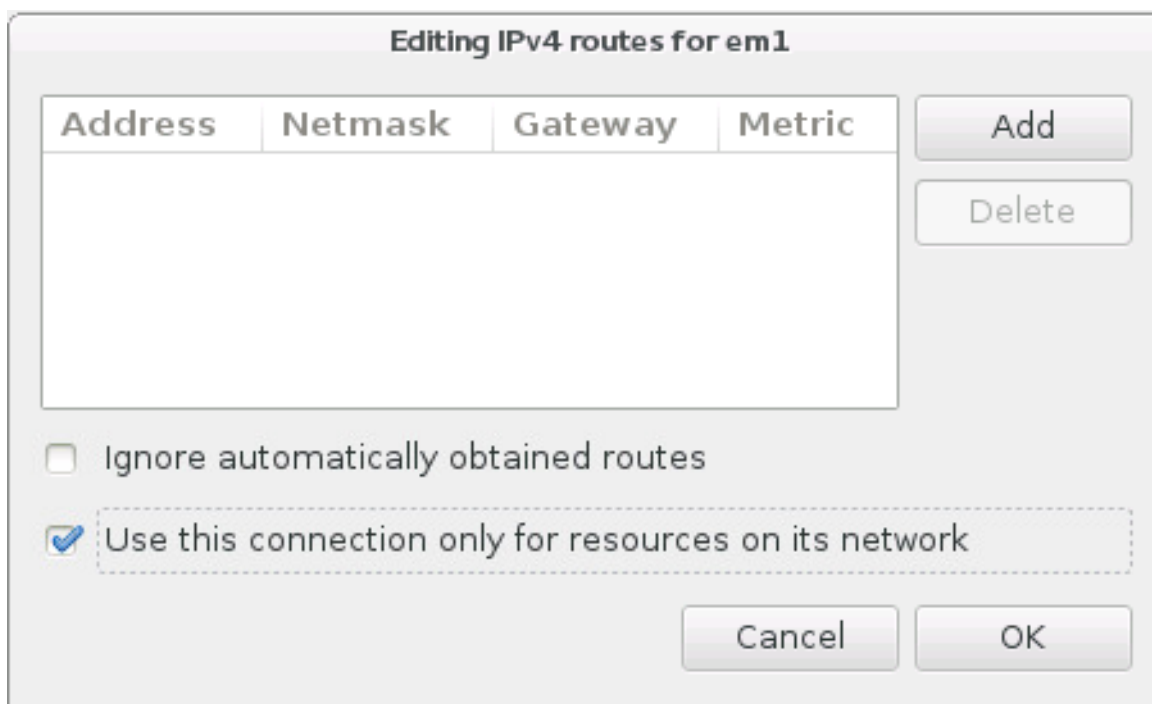 Editing IPv4 routes for em1
Address Netmask Gateway Metric
Add
Delete
Ignore automatically obtained routes
Use this connection only for resources on its network
Cancel OK